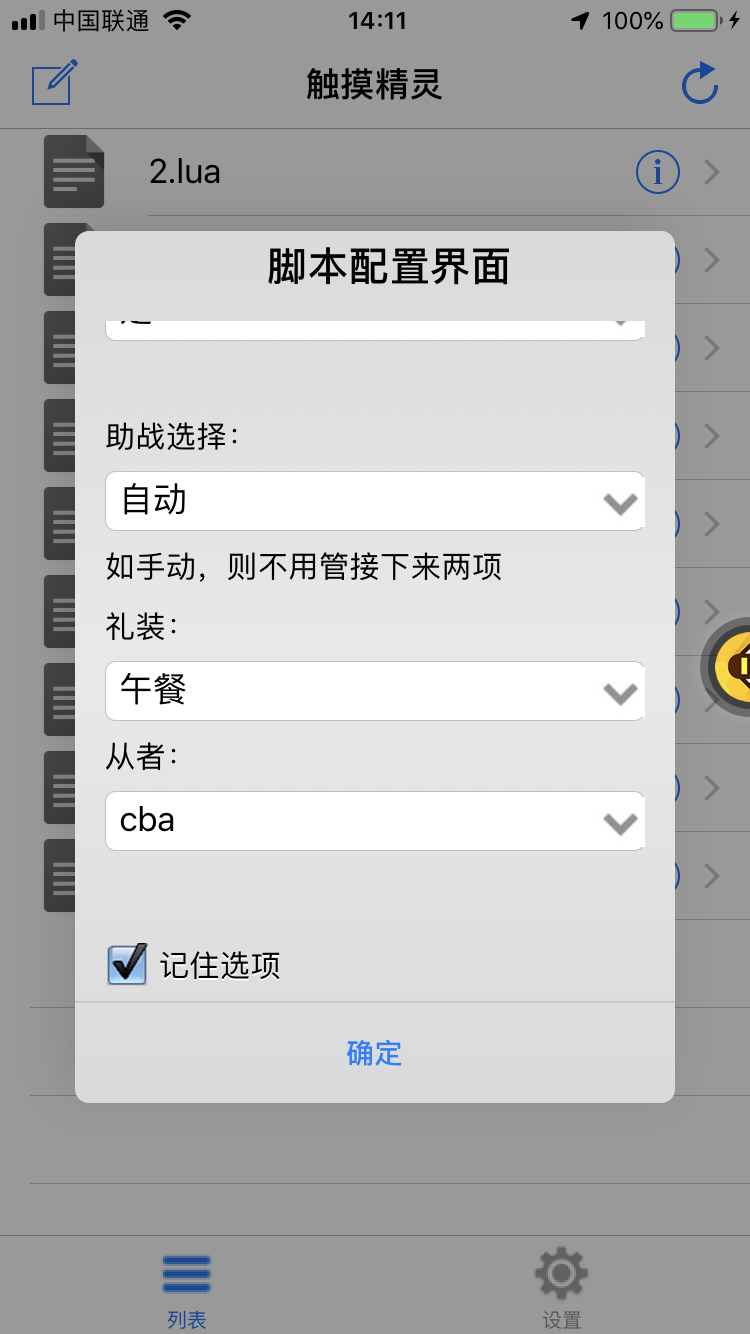 中国联通
14:11
100%
触摸精灵
2.lua
脚本配置界面
助战选择：
自动
如手动，则不用管接下来两项
礼装：
午餐
从者：
cba
记住选项
确定
列表
设置